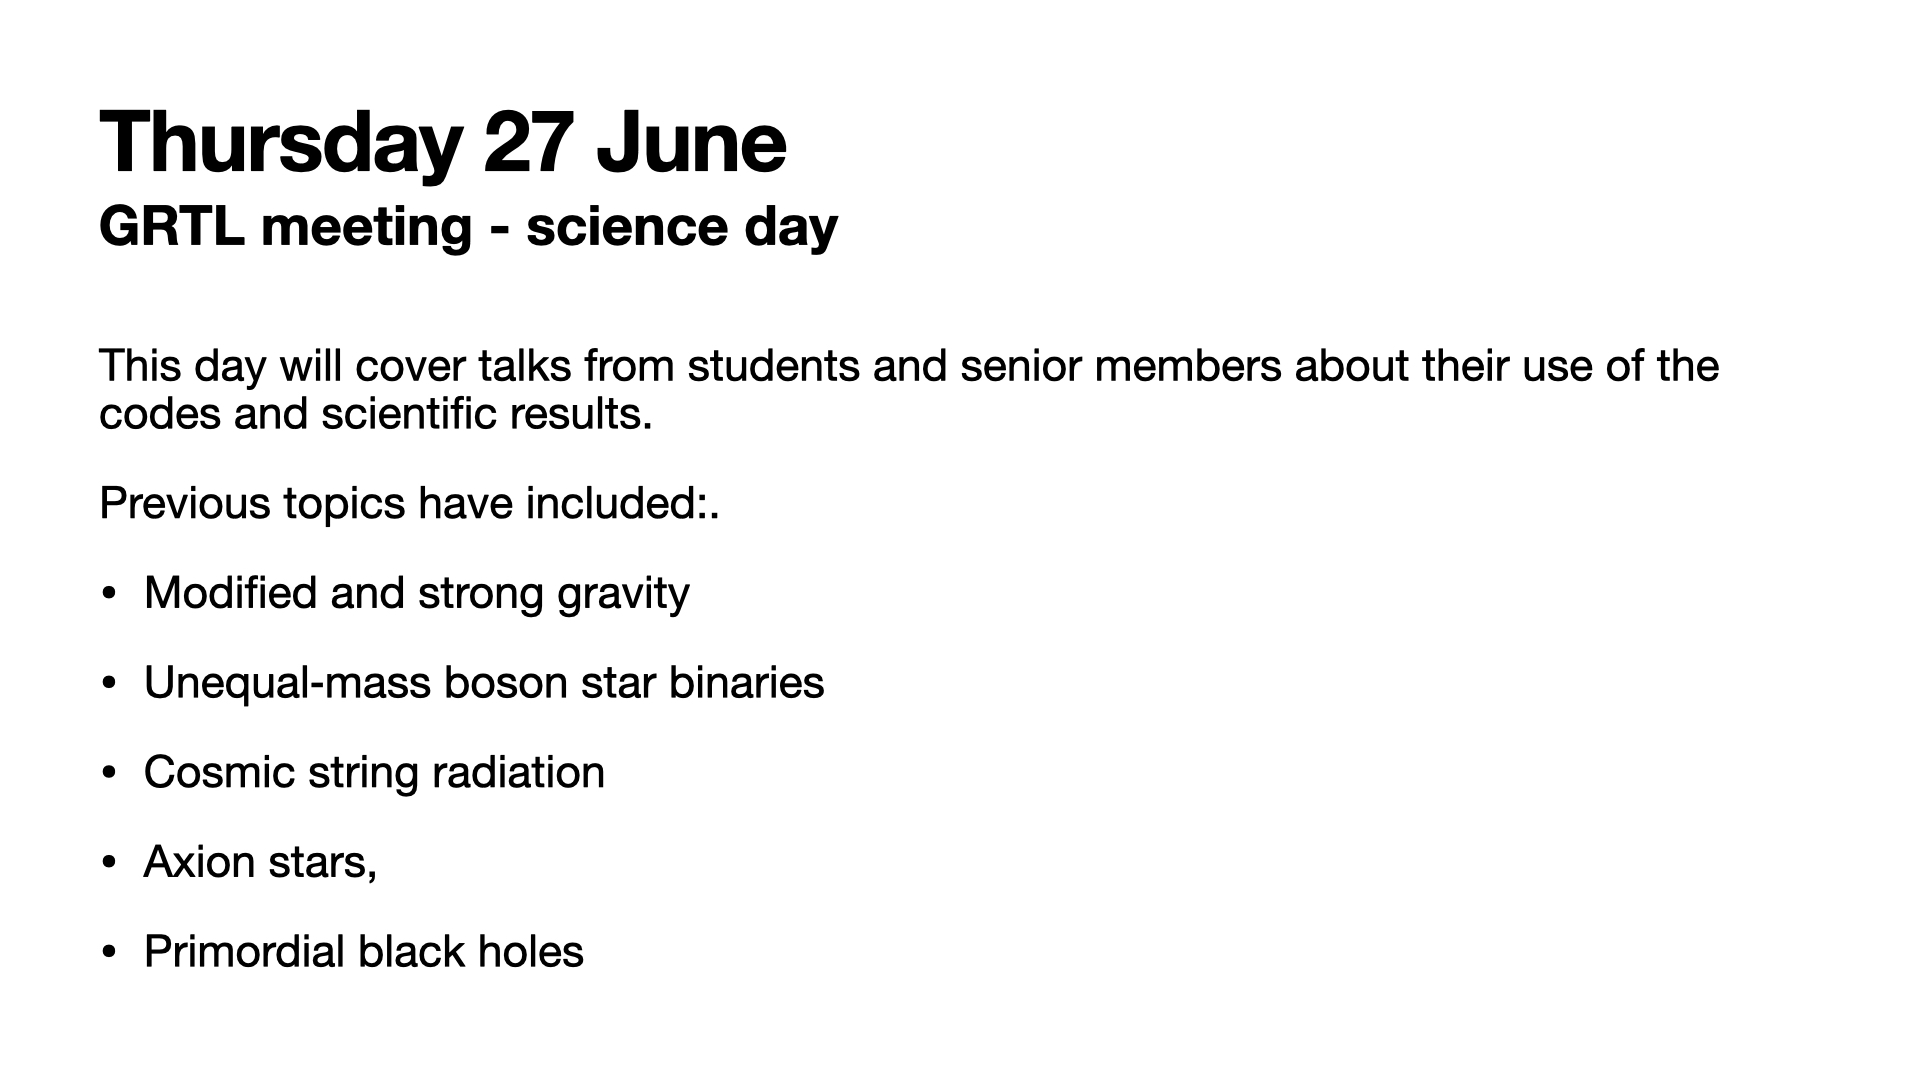 Thursday 27 June
GRTL meeting - science day
This day will cover talks from students and senior members about their use of the
codes and scientific results.
Previous topics have included:.
• Modified and strong gravity
• Unequal-mass boson star binaries
• Cosmic string radiation
• Axion stars,
• Primordial black holes